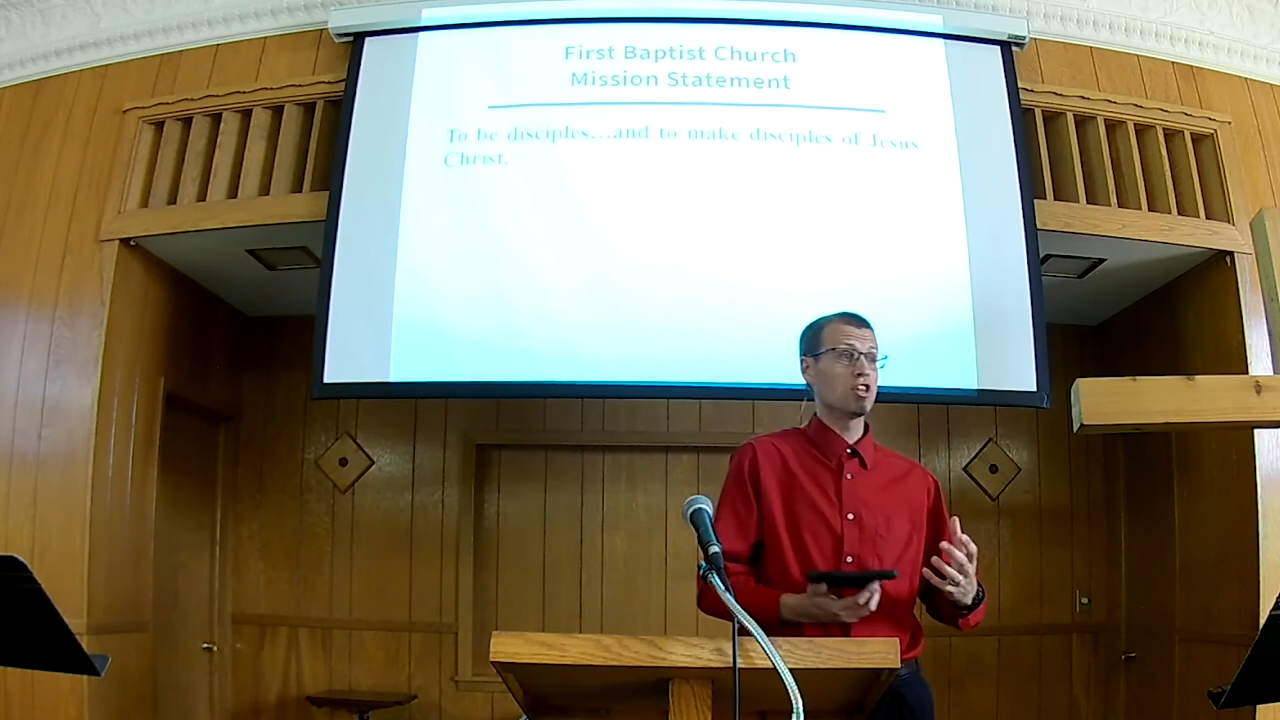 First Baptist Church
Mission Statement
To be disciples...and to make disciples of Jesus
Christ.